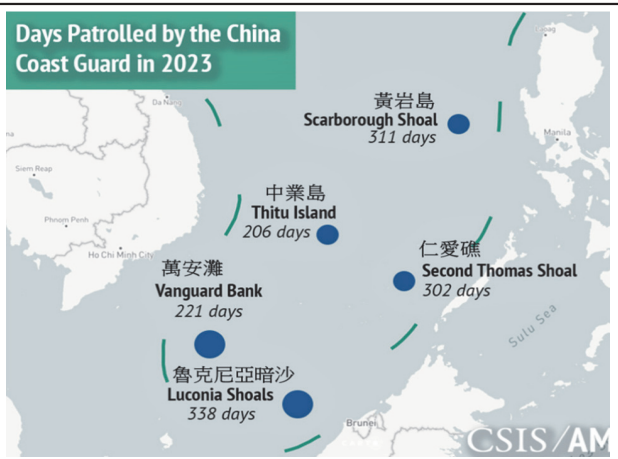 Days Patrolled by the China
Coast Guard in 2023
Da Nang
Siem Reap
Phnom Penh
Ho Chi Minh City
Manila
黃岩島
Scarborough Shoal
311 days
中業島
Thitu Island
206 days
仁愛礁
Second Thomas Shoal
302 days
萬安灘
Vanguard Bank
221 days
魯克尼亞暗沙
Luconia Shoals
338 days
Sulu Sea
Brunei
CSIS/AM